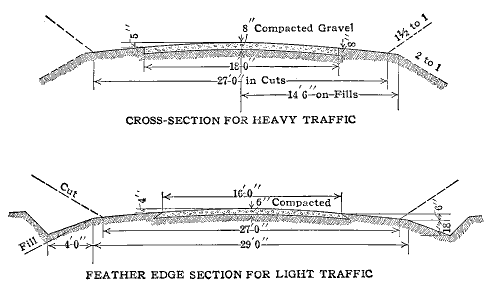 8" Compacted Gravel
5"
8"
1½ to 1
2 to 1
18'-0"
27'-0" in Cuts
14'6" on Fills
CROSS-SECTION FOR HEAVY TRAFFIC
Cut
4"
16'0"
6" Compacted
6"
18"
Fill
4'-0"
27'-0"
29'0"
FEATHER EDGE SECTION FOR LIGHT TRAFFIC